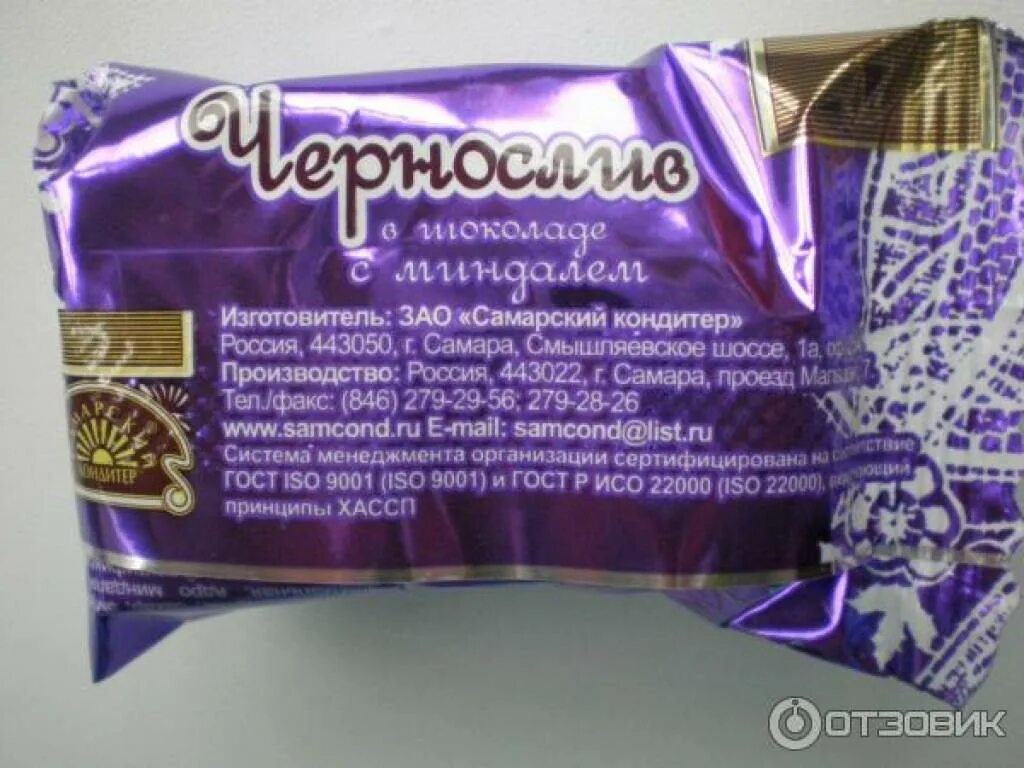 Чернослив
в шоколаде
с миндалем
Изготовитель: ЗАО «Самарский кондитер»
Россия, 443050, г. Самара, Смышляевское шоссе, 1а,
Производство: Россия, 443022, г. Самара, проезд
Тел./факс: (846) 279-29-56; 279-28-26
www.samcond.ru E-mail: samcond@list.ru
Система менеджмента организации сертифицирована на соответствие
ГОСТ ISO 9001 (ISO 9001) и ГОСТ Р ИСО 22000 (ISO 22000),
принципы ХАССП
КОНДИТЕР
ядро
ОТЗОВИК